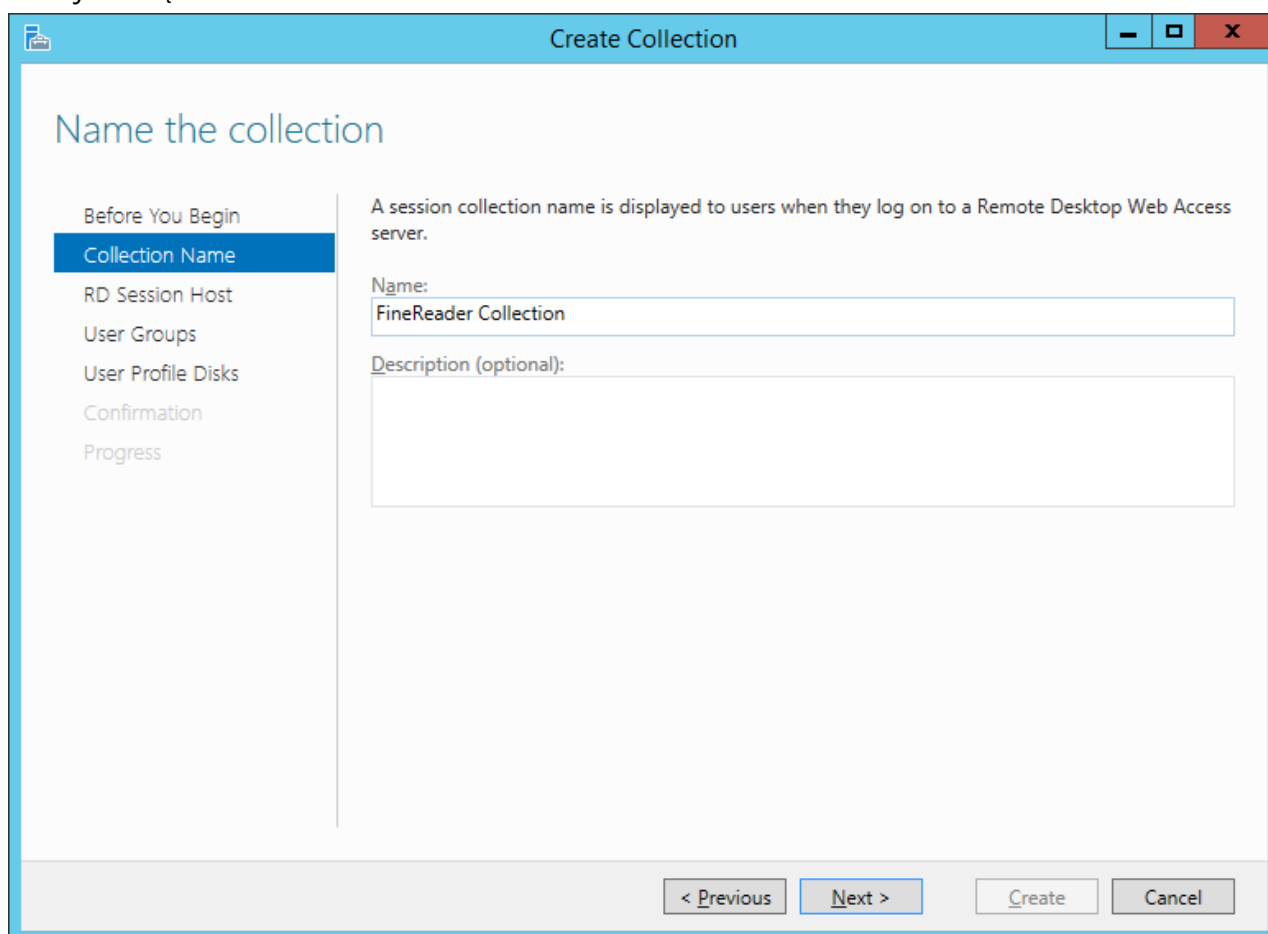 Create Collection
Name the collection
Before You Begin
Collection Name
RD Session Host
User Groups
User Profile Disks
Confirmation
Progress
A session collection name is displayed to users when they log on to a Remote Desktop Web Access
server.
Name:
FineReader Collection
Description (optional):
< Previous
Next >
Create
Cancel